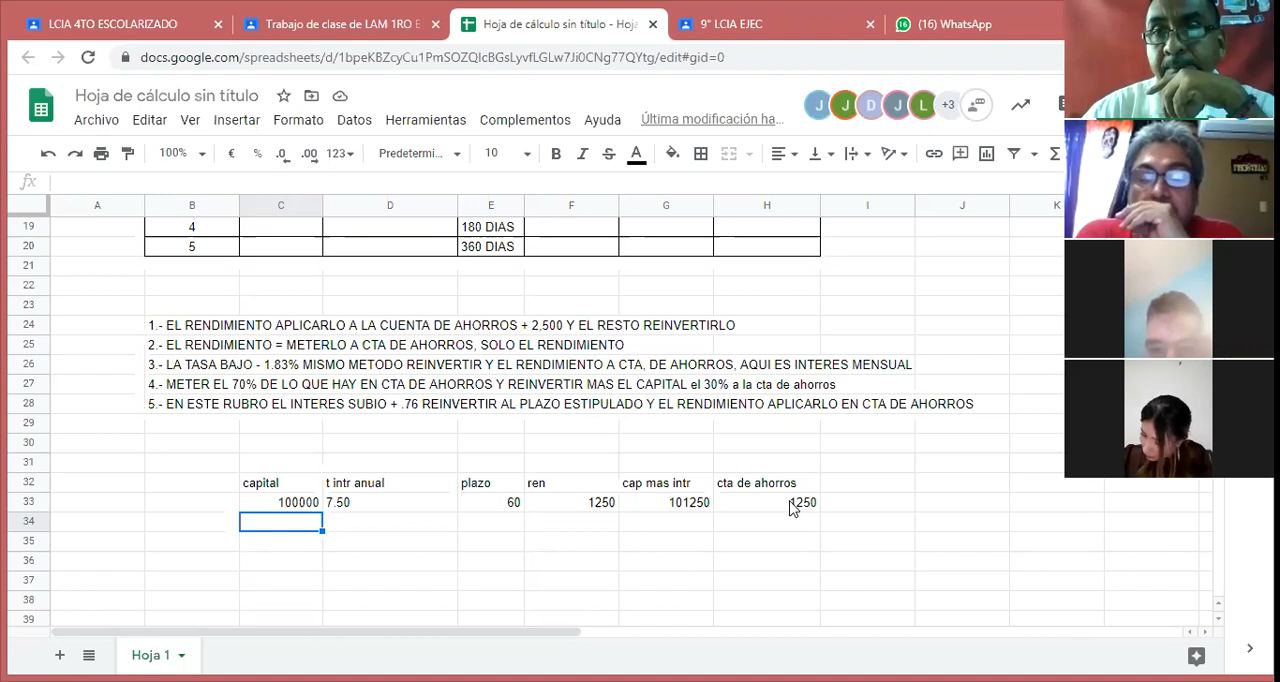 LCIA 4TO ESCOLARIZADO
Trabajo de clase de LAM 1RO E
Hoja de cálculo sin título - Hoja
9° LCIA EJEC
(16) WhatsApp
docs.google.com/spreadsheets/d/1bpeKBZcyCu1PmSOZQIcBGsLyvfLGLw7Ji0CNg77QYtg/edit#gid=0
Hoja de cálculo sin título
J J D J L +3
Archivo Editar Ver Insertar Formato Datos Herramientas Complementos Ayuda Última modificación ha...
100% € % .0 .00 123 Predetermi... 10 B I S A Σ
fx
A B C D E F G H I J K
19 4 180 DIAS
20 5 360 DIAS
21
22
23
24 1.- EL RENDIMIENTO APLICARLO A LA CUENTA DE AHORROS + 2,500 Y EL RESTO REINVERTIRLO
25 2.- EL RENDIMIENTO = METERLO A CTA DE AHORROS, SOLO EL RENDIMIENTO
26 3.- LA TASA BAJO - 1.83% MISMO METODO REINVERTIR Y EL RENDIMIENTO A CTA, DE AHORROS, AQUI ES INTERES MENSUAL
27 4.- METER EL 70% DE LO QUE HAY EN CTA DE AHORROS Y REINVERTIR MAS EL CAPITAL el 30% a la cta de ahorros
28 5.- EN ESTE RUBRO EL INTERES SUBIO + .76 REINVERTIR AL PLAZO ESTIPULADO Y EL RENDIMIENTO APLICARLO EN CTA DE AHORROS
29
30
31
32 capital t intr anual plazo ren cap mas intr cta de ahorros
33 100000 7.50 60 1250 101250 1250
34
35
36
37
38
39
Hoja 1